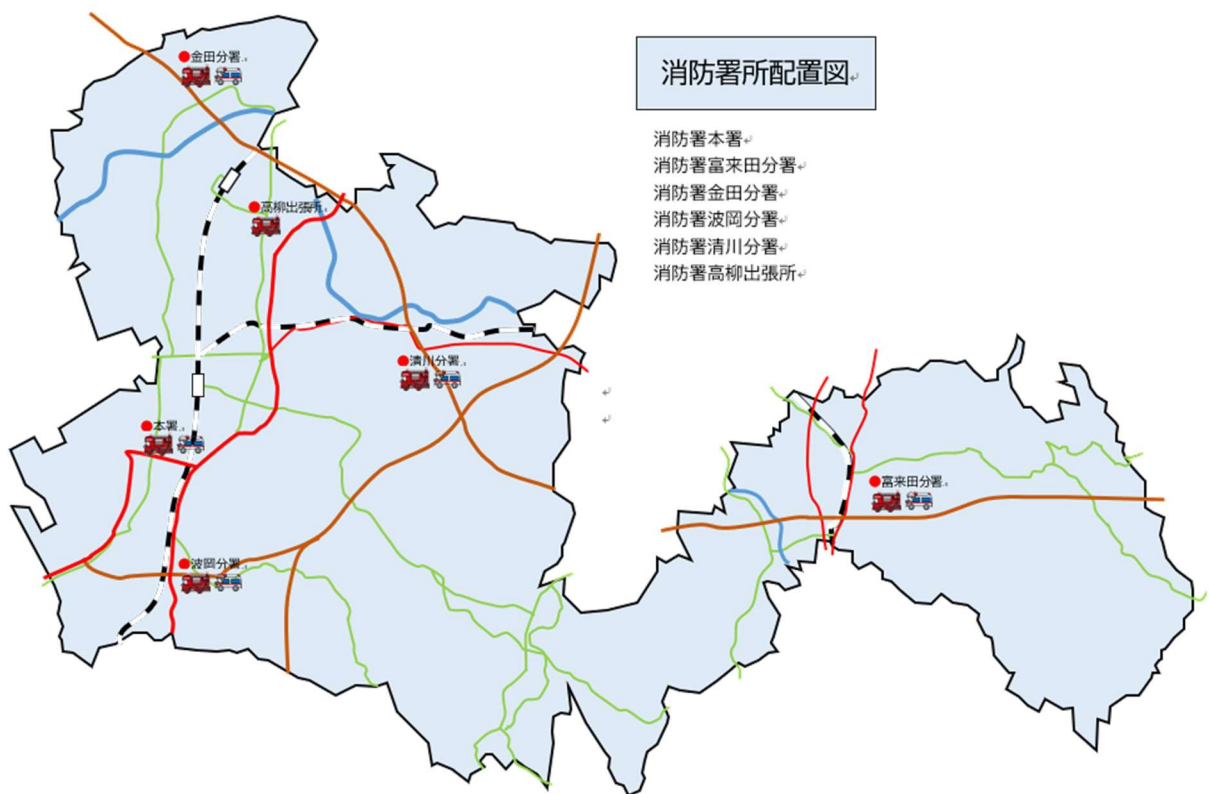 消防署所配置図
消防署本署
消防署富来田分署
消防署金田分署
消防署波岡分署
消防署清川分署
消防署高柳出張所
金田分署
高柳出張所
清川分署
本署
富来田分署
波岡分署